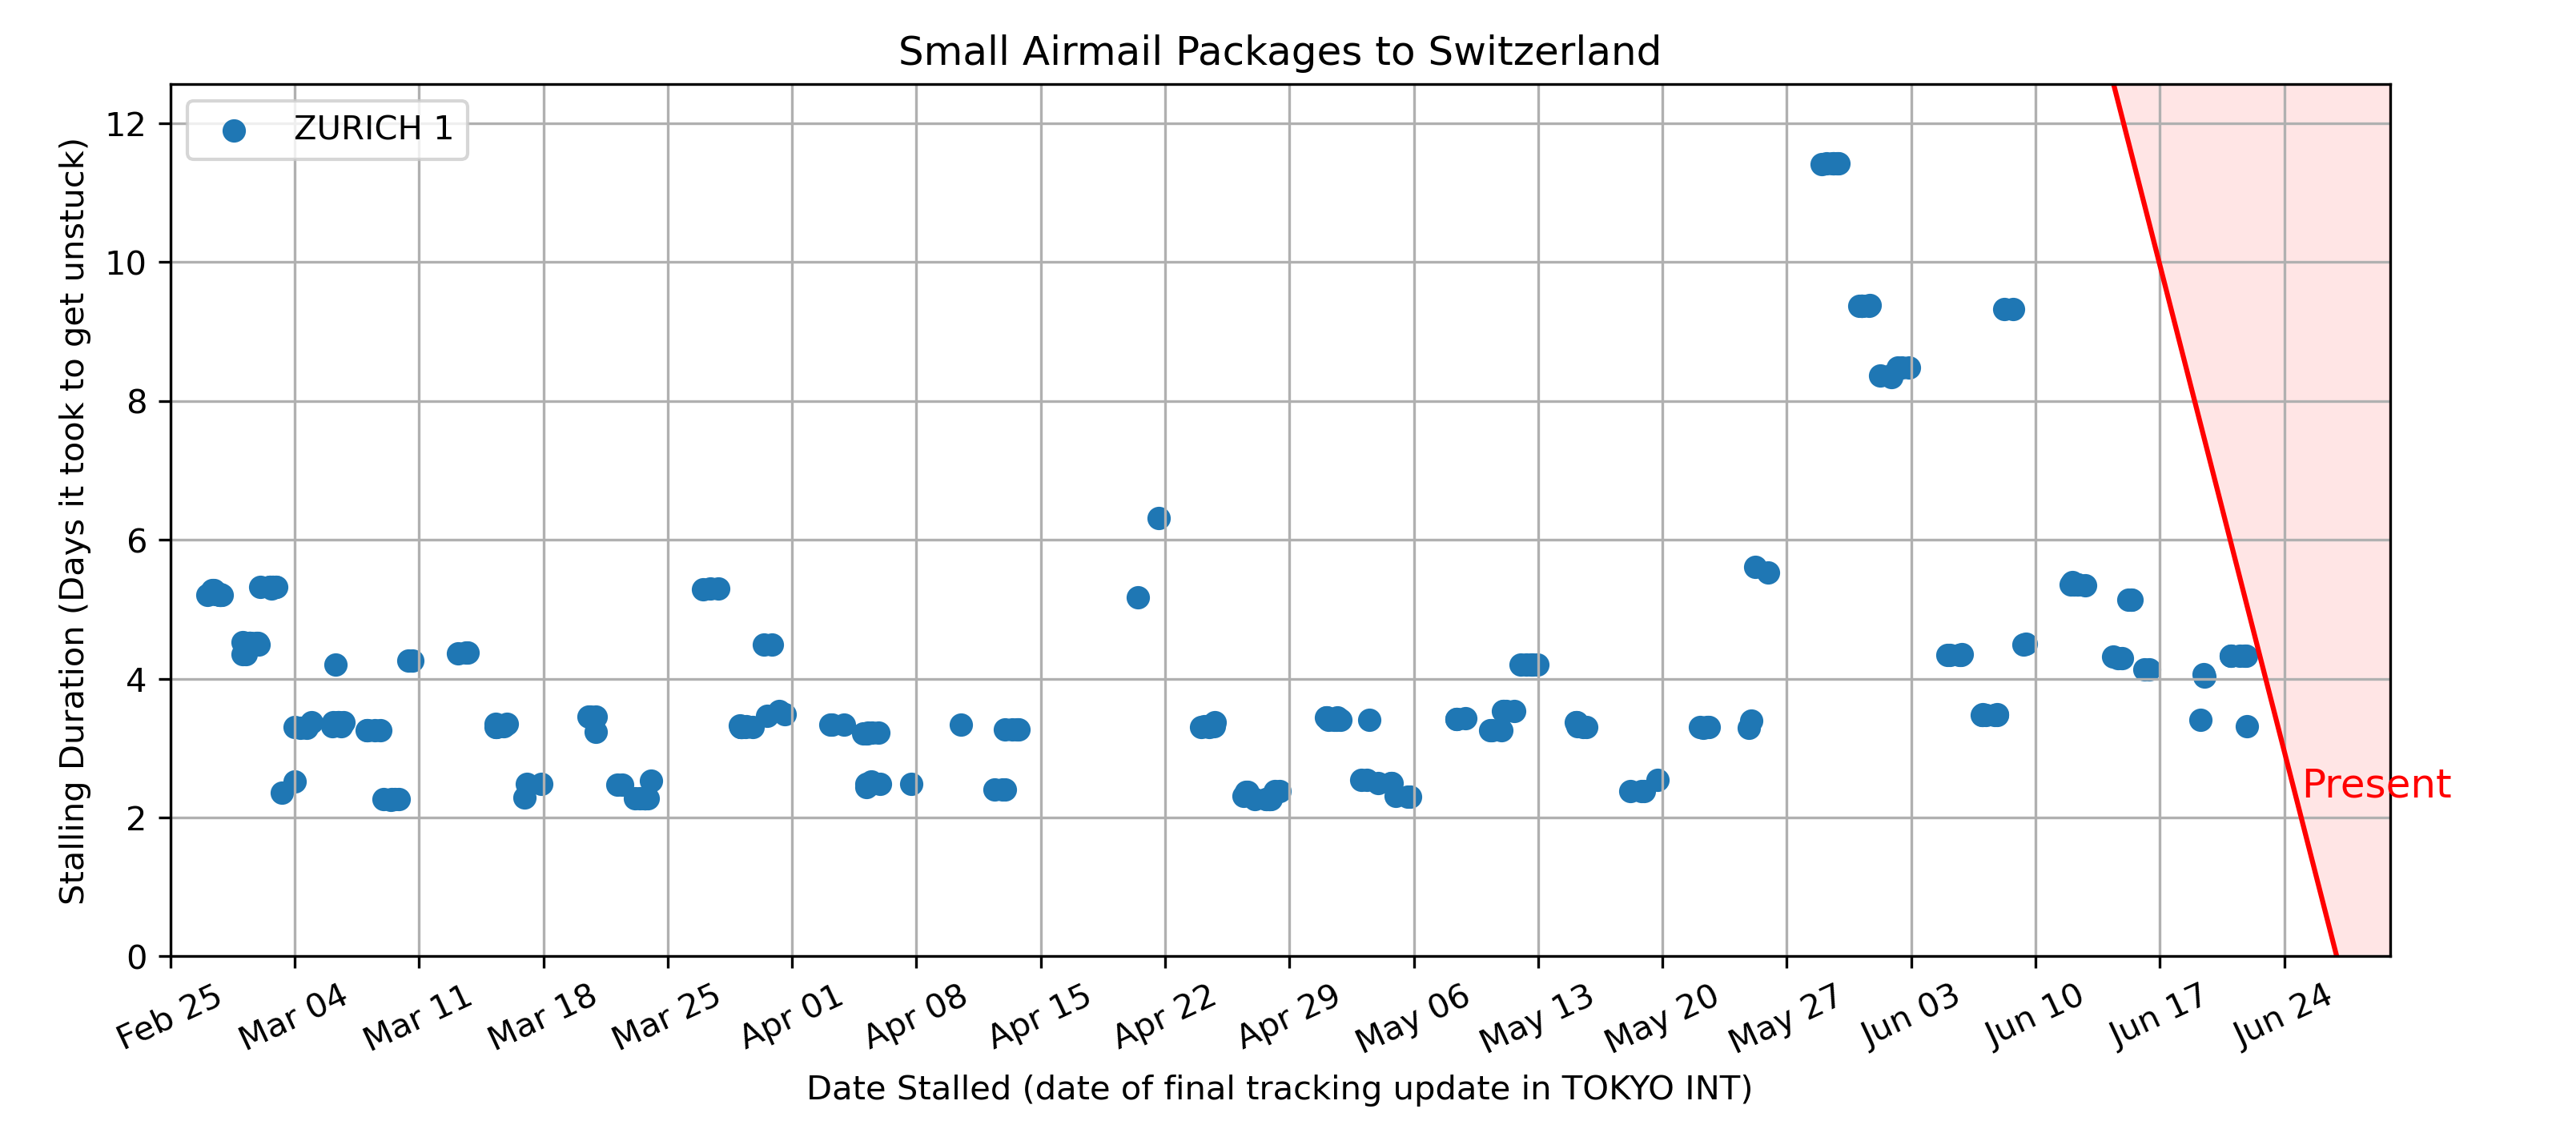 Small Airmail Packages to Switzerland
ZURICH 1
Stalling Duration (Days it took to get unstuck)
12
10
8
6
4
2
0
Present
Feb 25
Mar 04
Mar 11
Mar 18
Mar 25
Apr 01
Apr 08
Apr 15
Apr 22
Apr 29
May 06
May 13
May 20
May 27
Jun 03
Jun 10
Jun 17
Jun 24
Date Stalled (date of final tracking update in TOKYO INT)